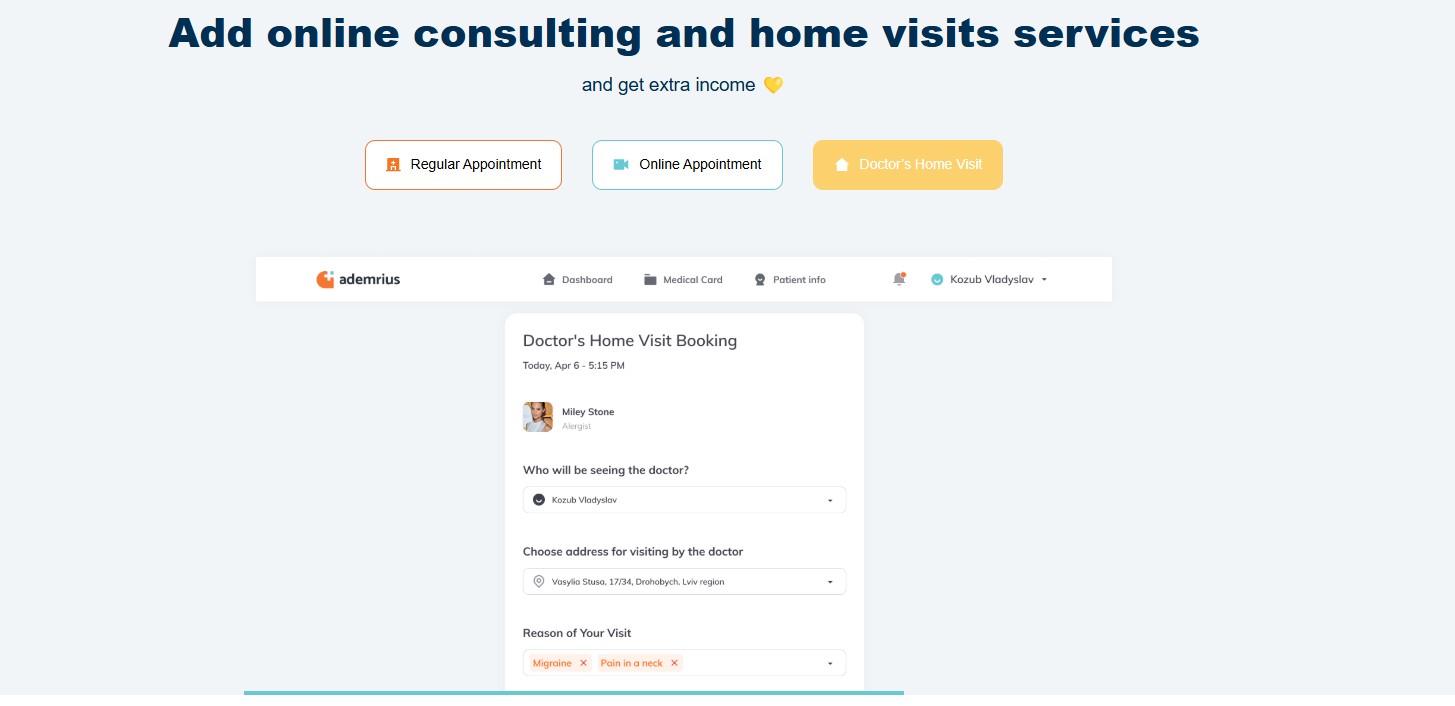 Add online consulting and home visits services
and get extra income 💛
Regular Appointment
Online Appointment
Doctor's Home Visit
ademrius
Dashboard
Medical Card
Patient info
Kozub Vladyslav
Doctor's Home Visit Booking
Today, Apr 6 - 5:15 PM
Miley Stone
Alergist
Who will be seeing the doctor?
Kozub Vladyslav
Choose address for visiting by the doctor
Vasylia Stusa, 17/34, Drohobych, Lviv region
Reason of Your Visit
Migraine × Pain in a neck ×